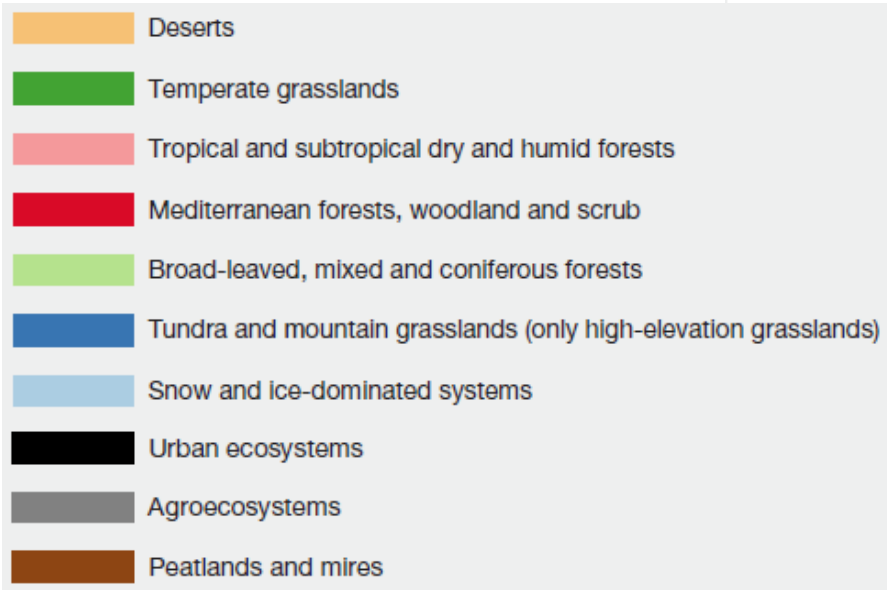 Deserts
Temperate grasslands
Tropical and subtropical dry and humid forests
Mediterranean forests, woodland and scrub
Broad-leaved, mixed and coniferous forests
Tundra and mountain grasslands (only high-elevation grasslands)
Snow and ice-dominated systems
Urban ecosystems
Agroecosystems
Peatlands and mires